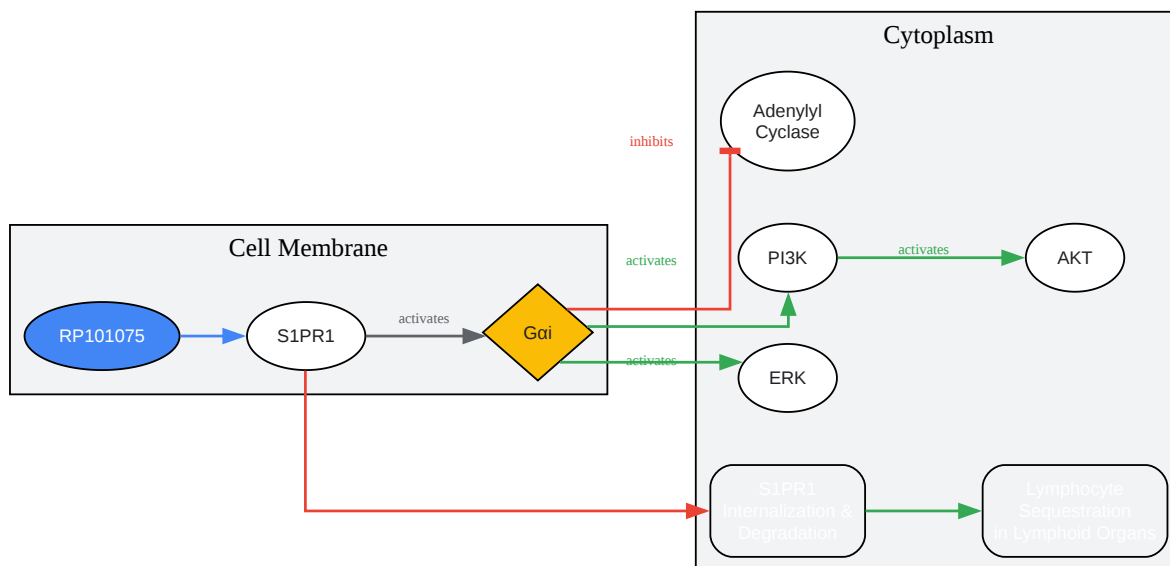 Cytoplasm
Adenylyl
Cyclase
inhibits
Cell Membrane
activates
PI3K
activates
AKT
RP101075
S1PR1
activates
Gαi
activates
ERK
S1PR1
Internalization &
Degradation
Lymphocyte
Sequestration
in Lymphoid Organs